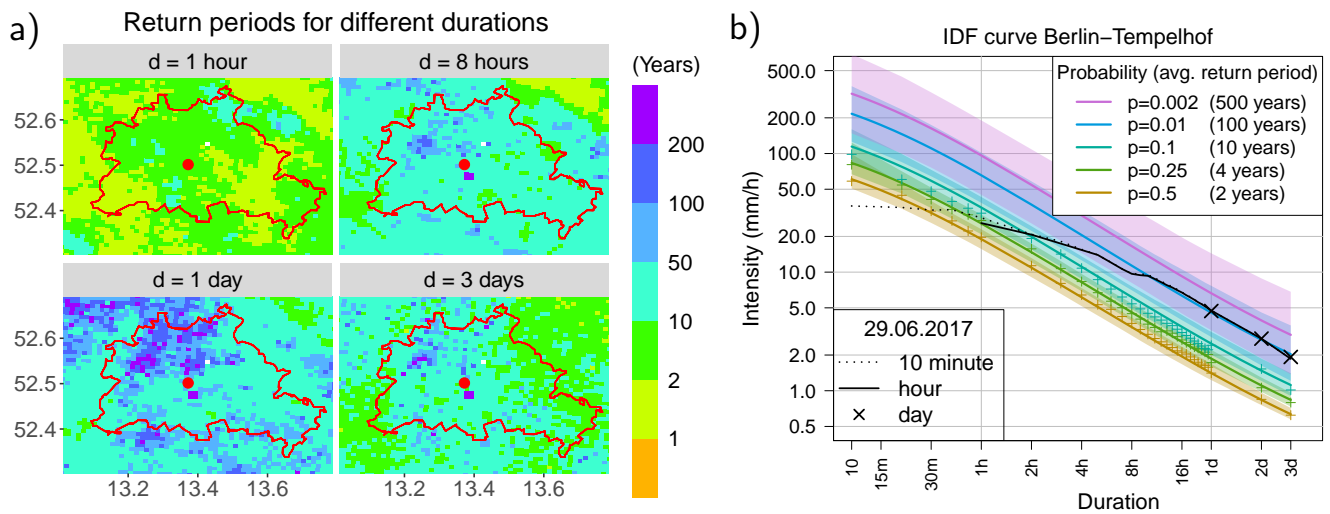 a)
Return periods for different durations
d = 1 hour
d = 8 hours
52.6
52.5
52.4
d = 1 day
d = 3 days
52.6
52.5
52.4
13.2 13.4 13.6
13.2 13.4 13.6
(Years)
200
100
50
10
2
1
b)
IDF curve Berlin−Tempelhof
Intensity (mm/h)
500.0
200.0
100.0
50.0
20.0
10.0
5.0
2.0
1.0
0.5
Probability (avg. return period)
p=0.002 (500 years)
p=0.01 (100 years)
p=0.1 (10 years)
p=0.25 (4 years)
p=0.5 (2 years)
29.06.2017
10 minute
hour
day
10 15m 30m 1h 2h 4h 8h 16h 1d 2d 3d
Duration